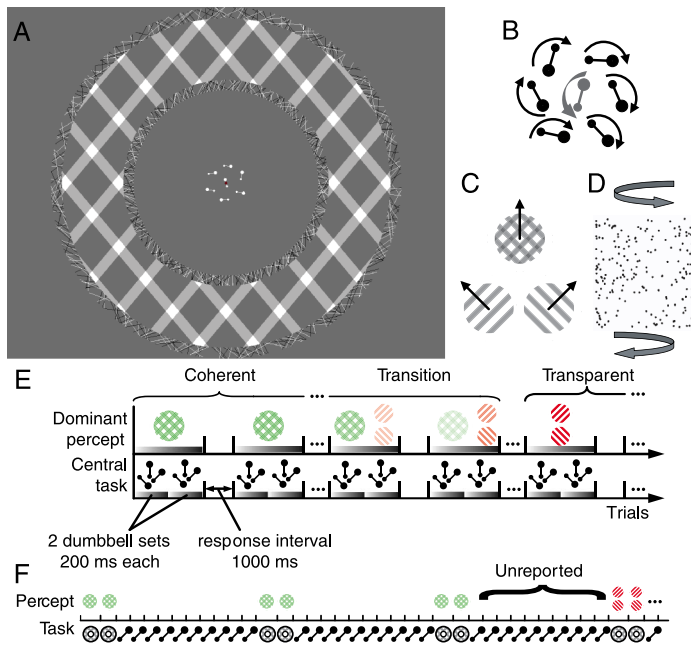 A
B
C
D
E
Coherent
...
Transition
Transparent
...
Dominant
percept
...
...
...
Central
task
...
...
...
Trials
2 dumbbell sets
200 ms each
response interval
1000 ms
F
Unreported
Percept
...
Task